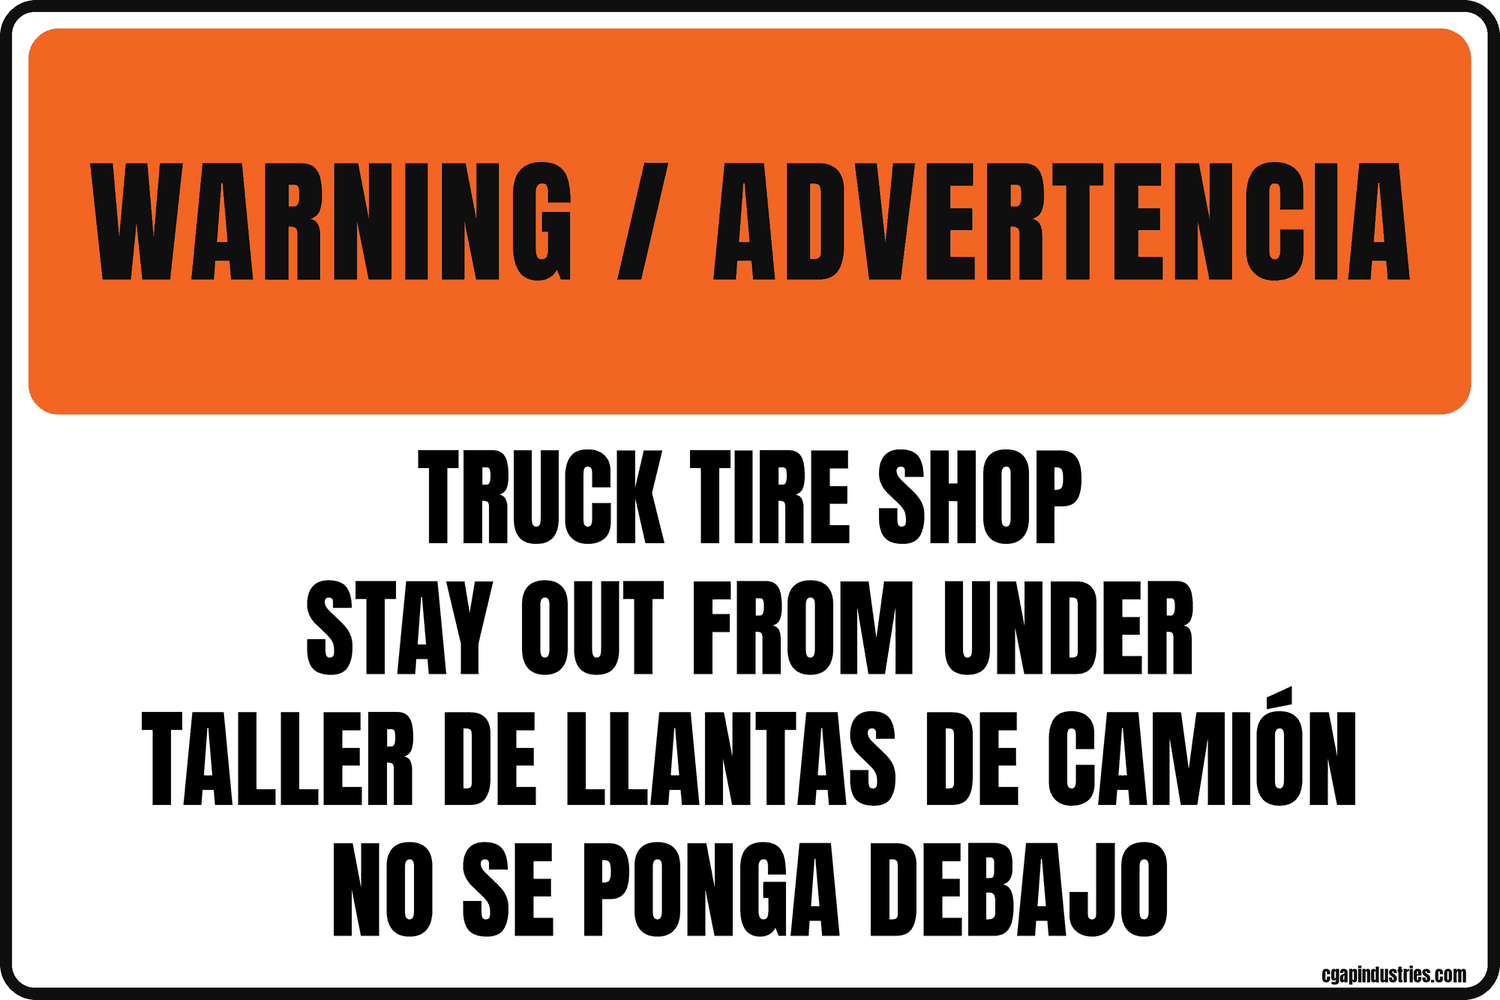 WARNING / ADVERTENCIA
TRUCK TIRE SHOP
STAY OUT FROM UNDER
TALLER DE LLANTAS DE CAMIÓN
NO SE PONGA DEBAJO
cgapindustries.com